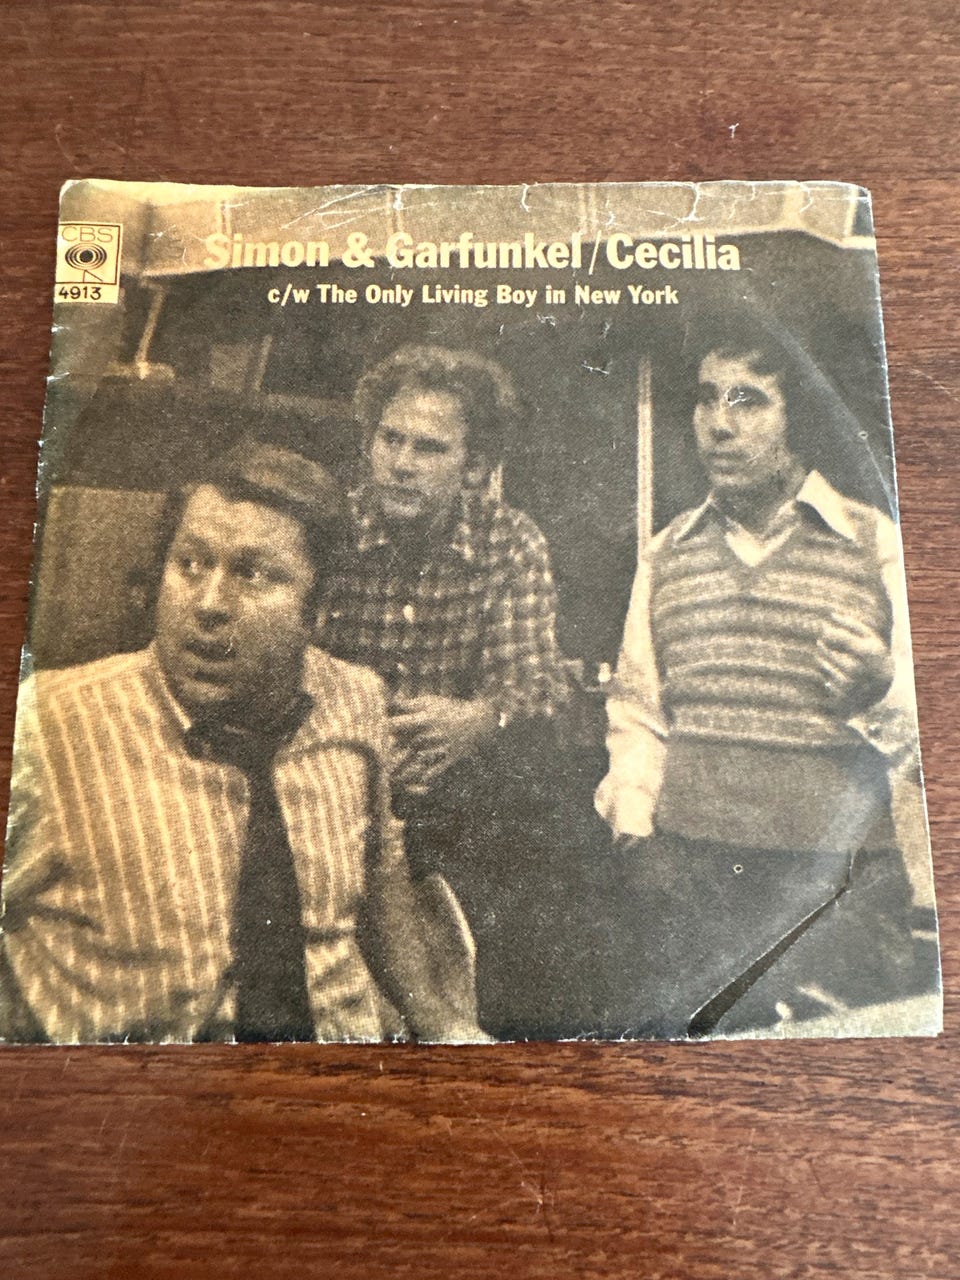 CBS
4913
Simon & Garfunkel/Cecilia
c/w The Only Living Boy in New York